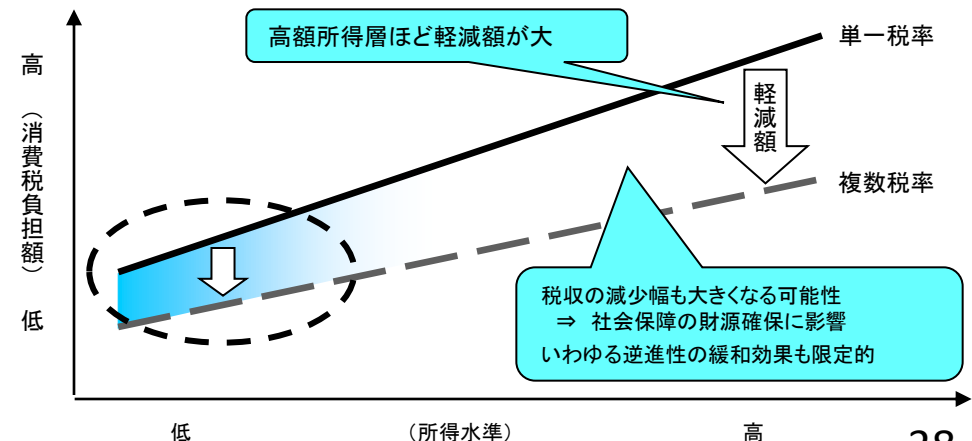 高額所得層ほど軽減額が大
単一税率
高
（消費税負担額）
低
軽減額
複数税率
税収の減少幅も大きくなる可能性
⇒ 社会保障の財源確保に影響
いわゆる逆進性の緩和効果も限定的
低
（所得水準）
高